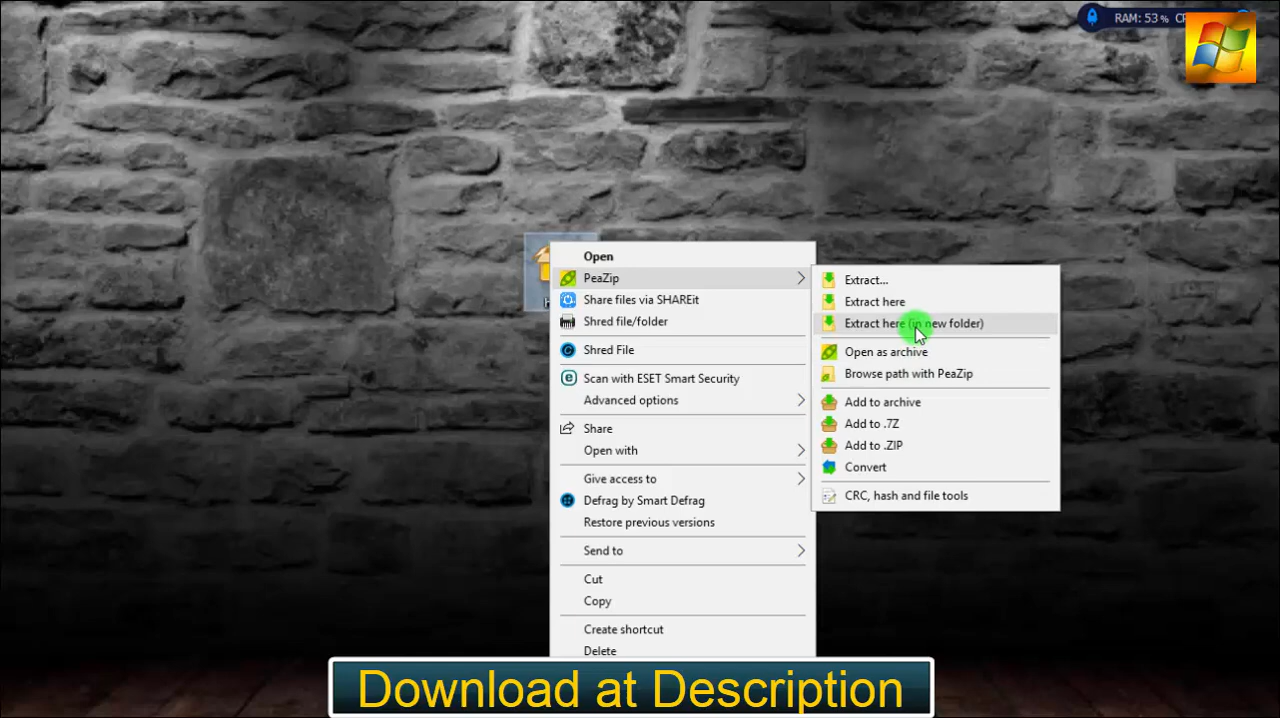 RAM: 53 %
Open
PeaZip
Share files via SHAREit
Shred file/folder
Shred File
Scan with ESET Smart Security
Advanced options
Share
Open with
Give access to
Defrag by Smart Defrag
Restore previous versions
Send to
Cut
Copy
Create shortcut
Delete
Extract...
Extract here
Extract here (in new folder)
Open as archive
Browse path with PeaZip
Add to archive
Add to .7Z
Add to .ZIP
Convert
CRC, hash and file tools
Download at Description